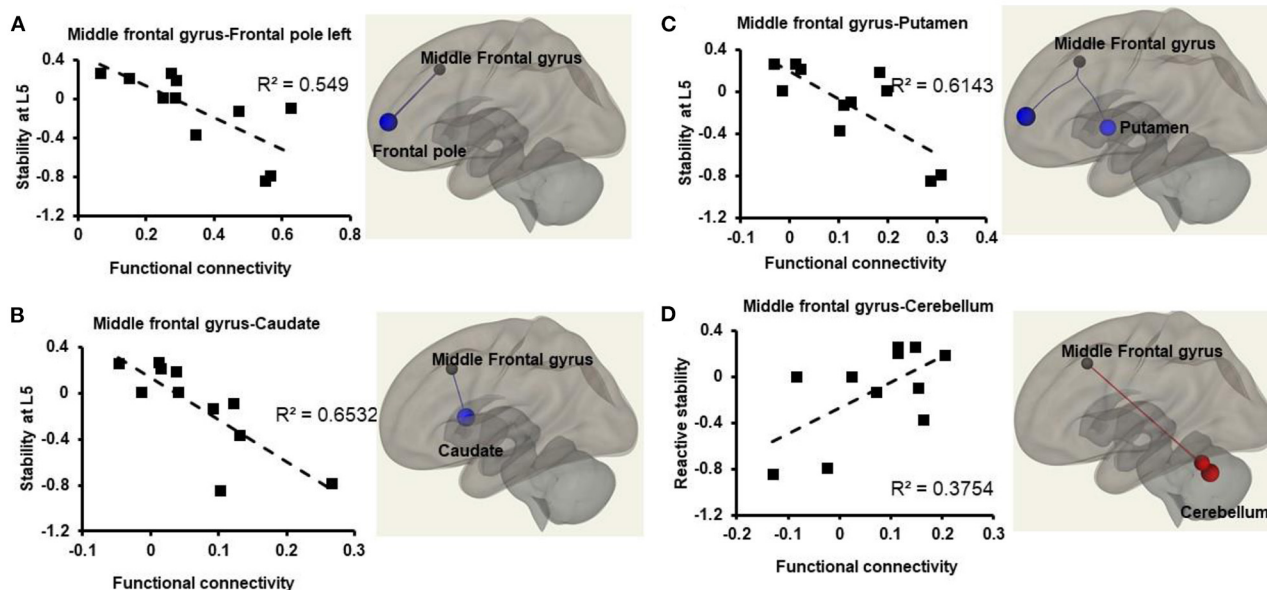 A
Middle frontal gyrus-Frontal pole left
0.4
0
-0.4
-0.8
-1.2
Stability at L5
R² = 0.549
0
0.2
0.4
0.6
0.8
Functional connectivity
Middle Frontal gyrus
Frontal pole
B
Middle frontal gyrus-Caudate
0.4
0
-0.4
-0.8
-1.2
Stability at L5
R² = 0.6532
-0.1
0
0.1
0.2
0.3
Functional connectivity
Middle Frontal gyrus
Caudate
C
Middle frontal gyrus-Putamen
0.4
0
-0.4
-0.8
-1.2
Stability at L5
R² = 0.6143
-0.1
0
0.1
0.2
0.3
0.4
Functional connectivity
Middle Frontal gyrus
Putamen
D
Middle frontal gyrus-Cerebellum
0.4
0
-0.4
-0.8
-1.2
Reactive stability
R² = 0.3754
-0.2
-0.1
0
0.1
0.2
0.3
Functional connectivity
Middle Frontal gyrus
Cerebellum